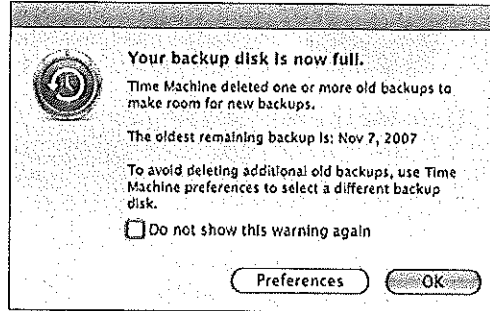 Your backup disk is now full.
Time Machine deleted one or more old backups to
make room for new backups.
The oldest remaining backup is: Nov 7, 2007
To avoid deleting additional old backups, use Time
Machine preferences to select a different backup
disk.
Do not show this warning again
Preferences
OK